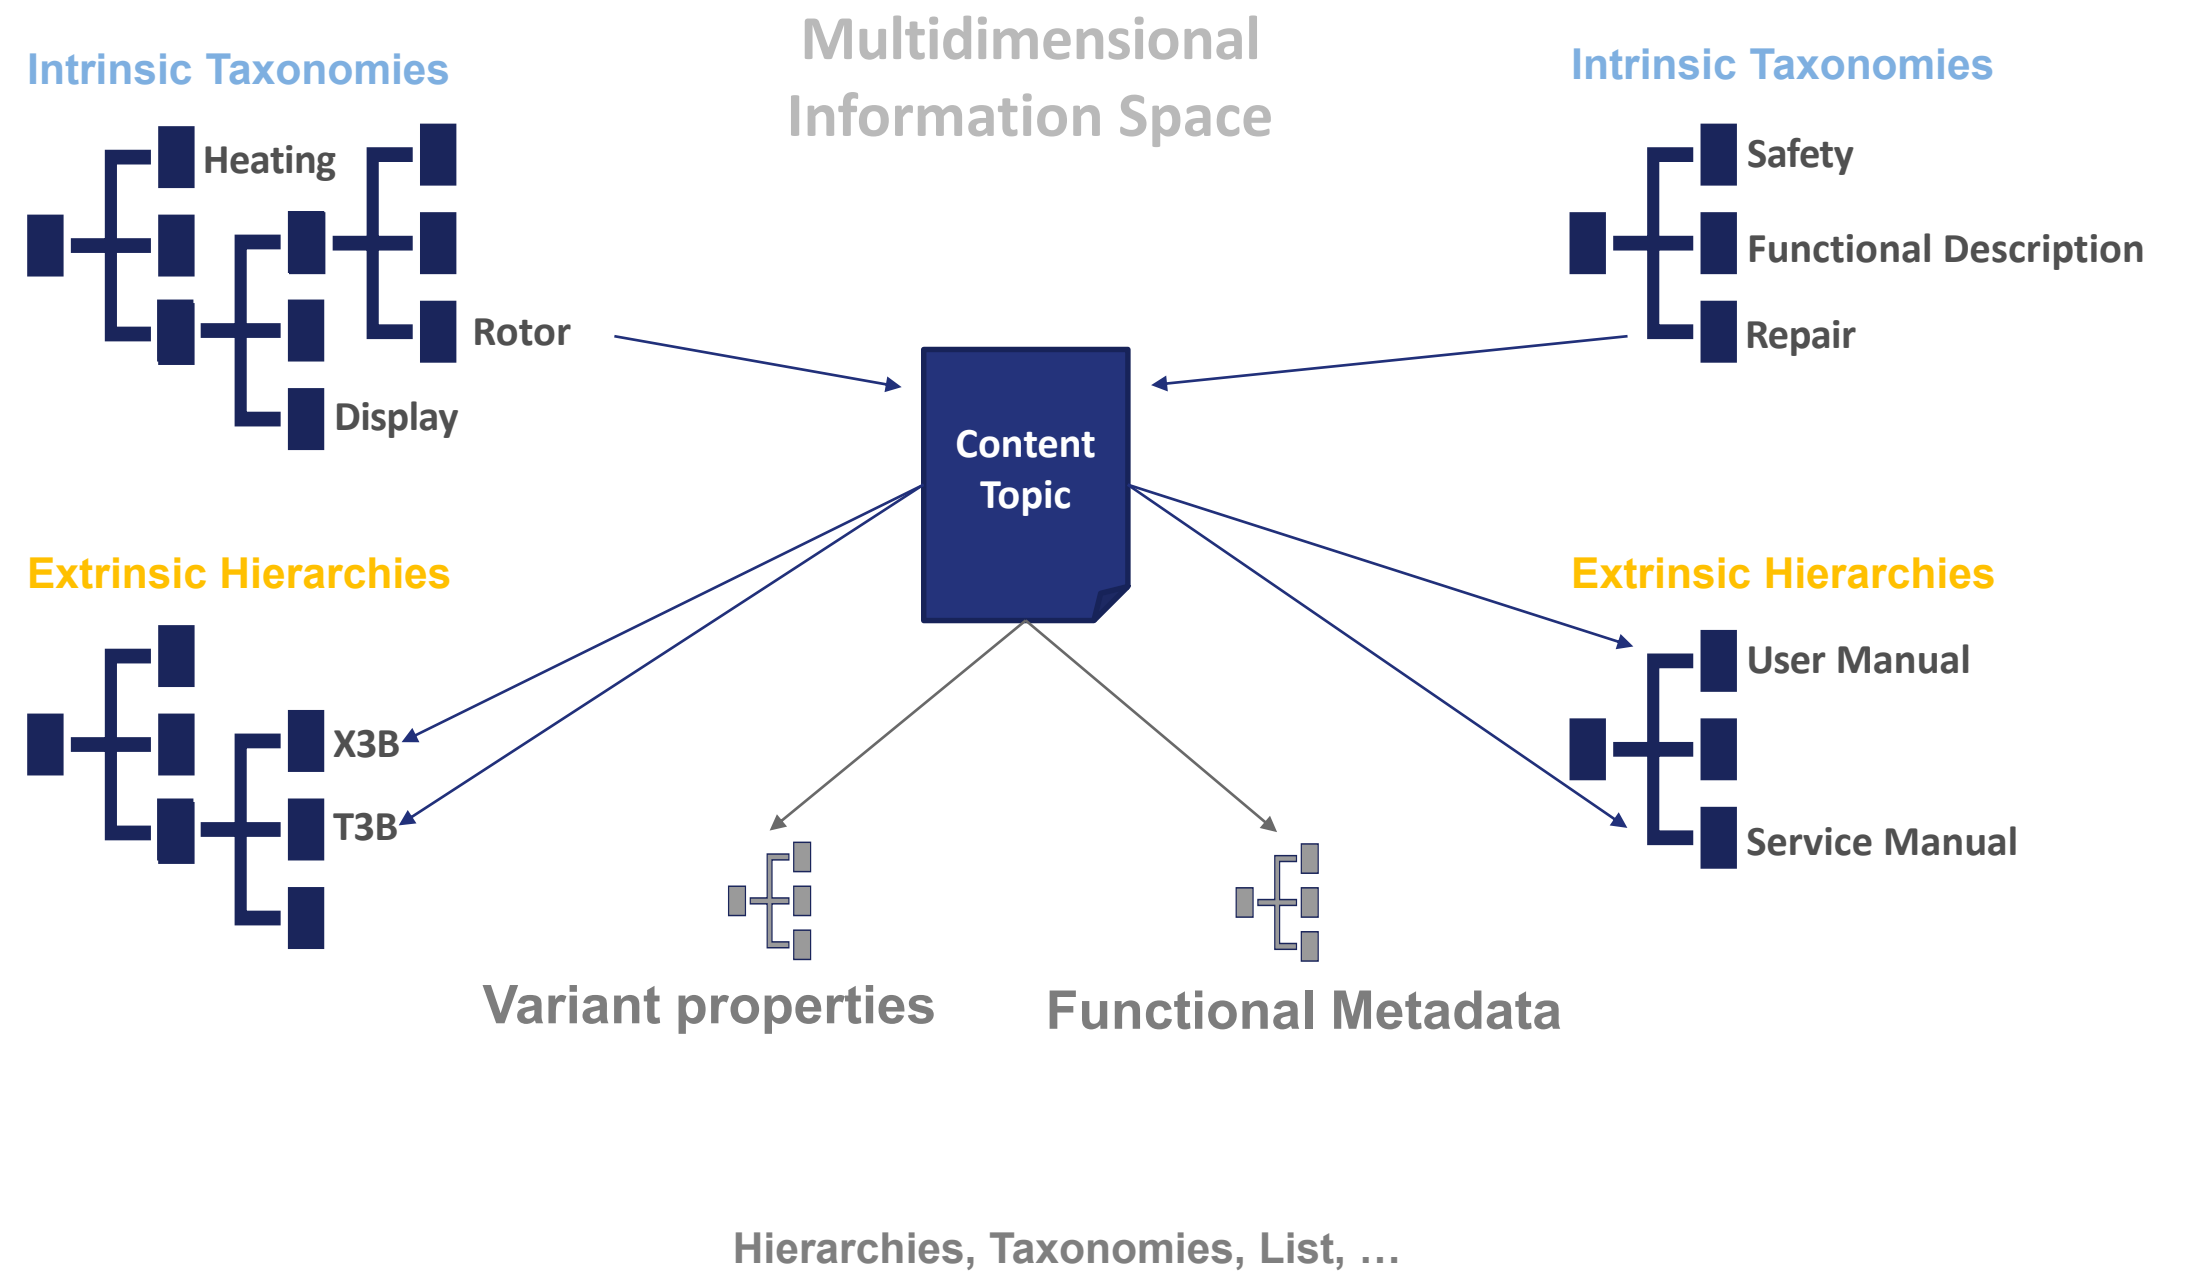 Multidimensional
Information Space
Intrinsic Taxonomies
Heating
Rotor
Display
Intrinsic Taxonomies
Safety
Functional Description
Repair
Content
Topic
Extrinsic Hierarchies
X3B
T3B
Extrinsic Hierarchies
User Manual
Service Manual
Variant properties
Functional Metadata
Hierarchies, Taxonomies, List, …